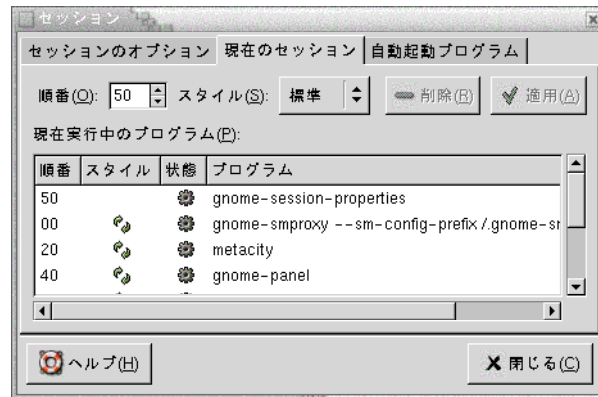 セッション
セッションのオプション 現在のセッション 自動起動プログラム
順番(O): 50 スタイル(S): 標準 削除(R) 適用(A)
現在実行中のプログラム(P):
順番 スタイル 状態 プログラム
50 gnome-session-properties
00 gnome-smproxy --sm-config-prefix /.gnome-sr
20 metacity
40 gnome-panel
ヘルプ(H) 閉じる(C)